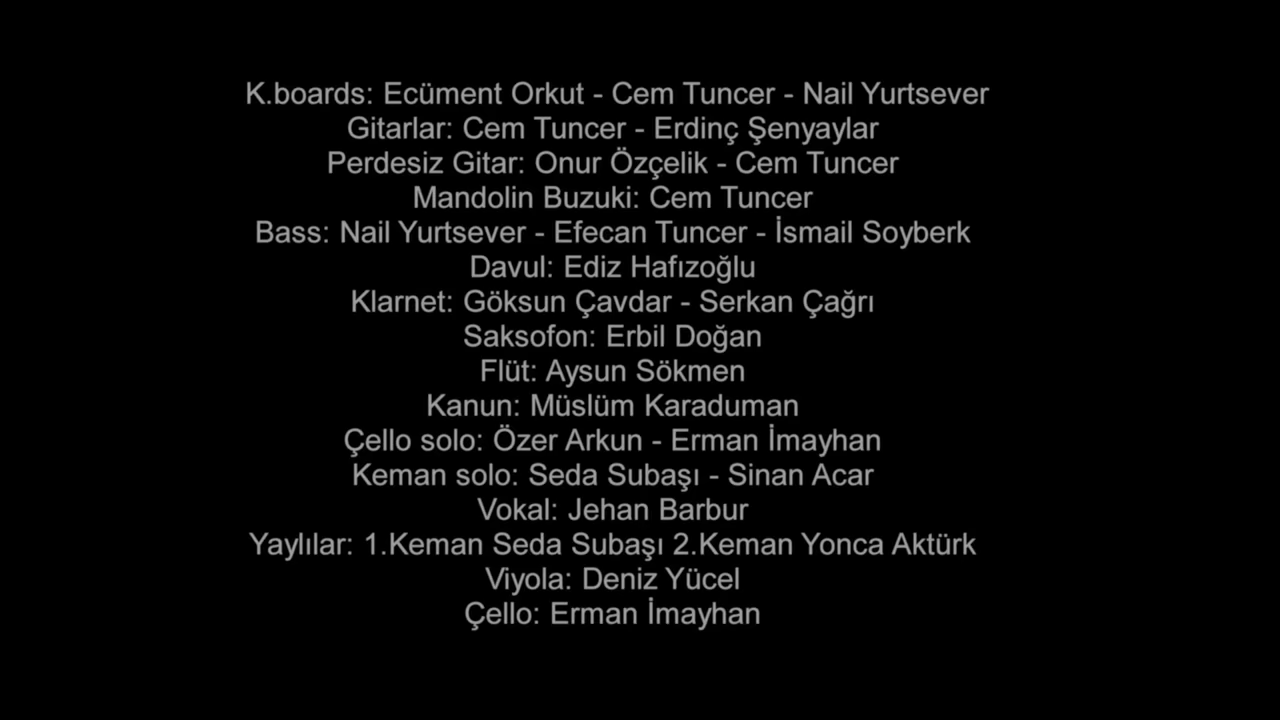 K.boards: Ecüment Orkut - Cem Tuncer - Nail Yurtsever
Gitarlar: Cem Tuncer - Erdinç Şenyaylar
Perdesiz Gitar: Onur Özçelik - Cem Tuncer
Mandolin Buzuki: Cem Tuncer
Bass: Nail Yurtsever - Efecan Tuncer - İsmail Soyberk
Davul: Ediz Hafızoğlu
Klarnet: Göksun Çavdar - Serkan Çağrı
Saksofon: Erbil Doğan
Flüt: Aysun Sökmen
Kanun: Müslüm Karaduman
Çello solo: Özer Arkun - Erman İmayhan
Keman solo: Seda Subaşı - Sinan Acar
Vokal: Jehan Barbur
Yaylılar: 1.Keman Seda Subaşı 2.Keman Yonca Aktürk
Viyola: Deniz Yücel
Çello: Erman İmayhan